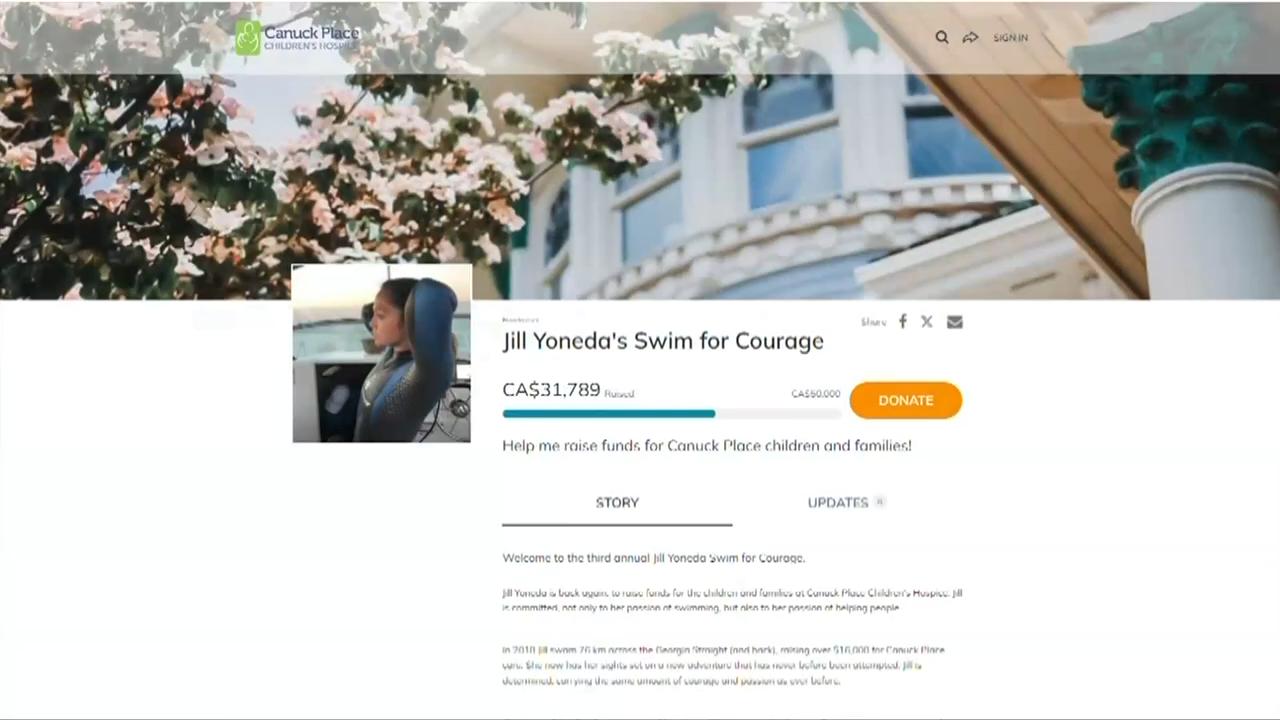 Canuck Place
CHILDREN'S HOSPICE
SIGN IN
Share
Jill Yoneda's Swim for Courage
CA$31,789 Raised
CA$50,000
DONATE
Help me raise funds for Canuck Place children and families!
STORY
UPDATES
Welcome to the third annual Jill Yoneda Swim for Courage.
Jill Yoneda is back again, to raise funds for the children and families at Canuck Place Children's Hospice. Jill
is committed, not only to her passion of swimming, but also to her passion of helping people.
In 2018 Jill swam 76 km across the Georgia Straight (and back), raising over $16,000 for Canuck Place
care. She now has her sights set on a new adventure that has never before been attempted. Jill is
determined, carrying the same amount of courage and passion as ever before.